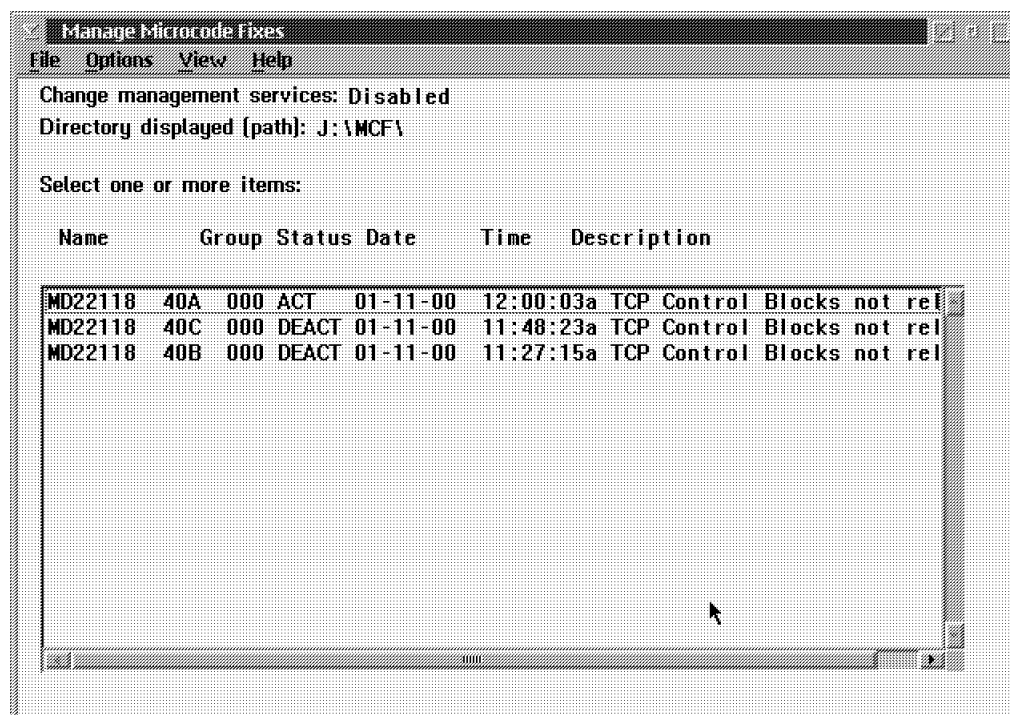 Manage Microcode Fixes
File Options View Help
Change management services: Disabled
Directory displayed (path): J:\MCF\
Select one or more items:
Name Group Status Date Time Description
MD22118 40A 000 ACT 01-11-00 12:00:03a TCP Control Blocks not rel
MD22118 40C 000 DEACT 01-11-00 11:48:23a TCP Control Blocks not rel
MD22118 40B 000 DEACT 01-11-00 11:27:15a TCP Control Blocks not rel